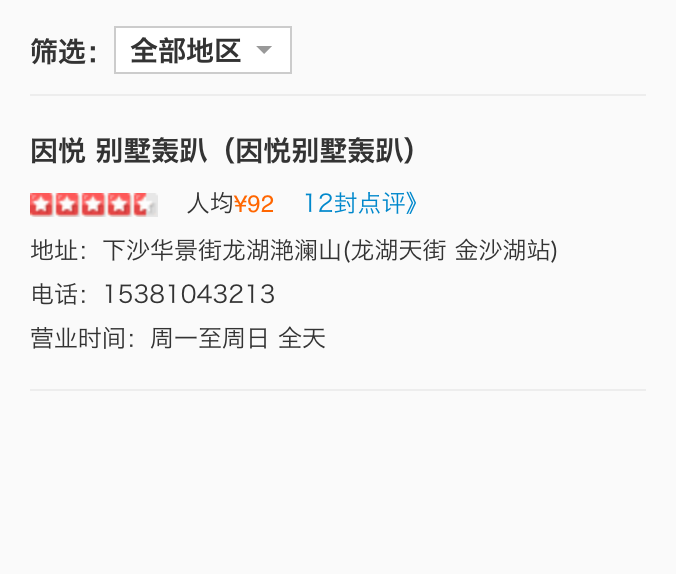 筛选：全部地区
因悦 别墅轰趴（因悦别墅轰趴）
人均¥92 12封点评》
地址：下沙华景街龙湖滟澜山(龙湖天街 金沙湖站)
电话：15381043213
营业时间：周一至周日 全天